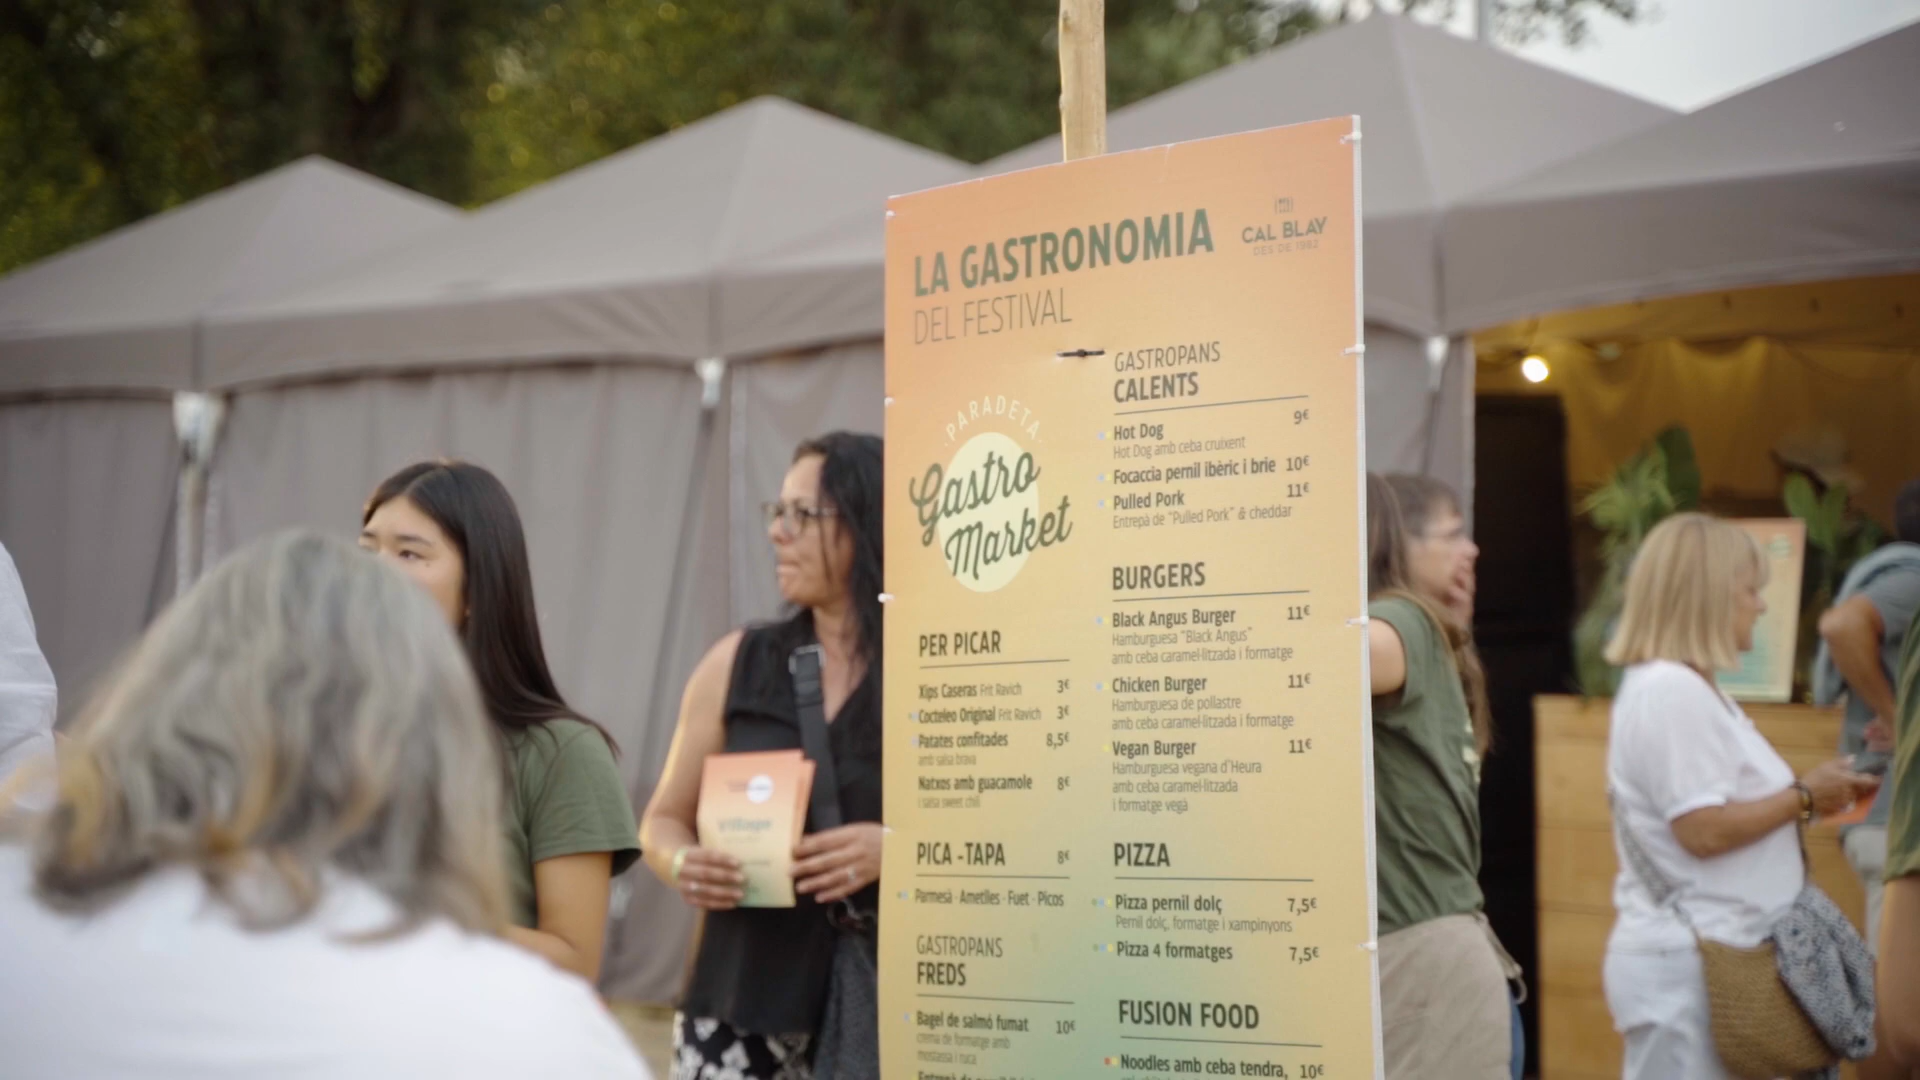 LA GASTRONOMIA
DEL FESTIVAL
CAL BLAY
DES DE 1982
PARADETA
Gastro
Market
PER PICAR
Xips Caseras Frit Ravich 3€
Cocteleo Original Frit Ravich 3€
Patates confitades 8,5€
amb salsa brava
Natxos amb guacamole 8€
i salsa sweet chili
PICA -TAPA 8€
Parmesà · Ametlles · Fuet · Picos
GASTROPANS
FREDS
Bagel de salmó fumat 10€
crema de formatge amb
mostassa i ruca
GASTROPANS
CALENTS
9€
Hot Dog
Hot Dog amb ceba cruixent
Focaccia pernil ibèric i brie 10€
Pulled Pork 11€
Entrepà de "Pulled Pork" & cheddar
BURGERS
Black Angus Burger 11€
Hamburguesa "Black Angus"
amb ceba caramel·litzada i formatge
Chicken Burger 11€
Hamburguesa de pollastre
amb ceba caramel·litzada i formatge
Vegan Burger 11€
Hamburguesa vegana d'Heura
amb ceba caramel·litzada
i formatge vegà
PIZZA
Pizza pernil dolç 7,5€
Pernil dolç, formatge i xampinyons
Pizza 4 formatges 7,5€
FUSION FOOD
Noodles amb ceba tendra, 10€
Village